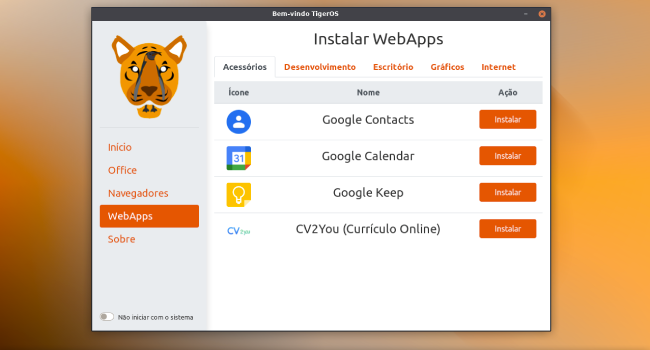 Bem-vindo TigerOS
Instalar WebApps
Acessórios Desenvolvimento Escritório Gráficos Internet
Ícone Nome Ação
Google Contacts Instalar
31 Google Calendar Instalar
Google Keep Instalar
CV2you CV2You (Currículo Online) Instalar
Início
Office
Navegadores
WebApps
Sobre
Não iniciar com o sistema